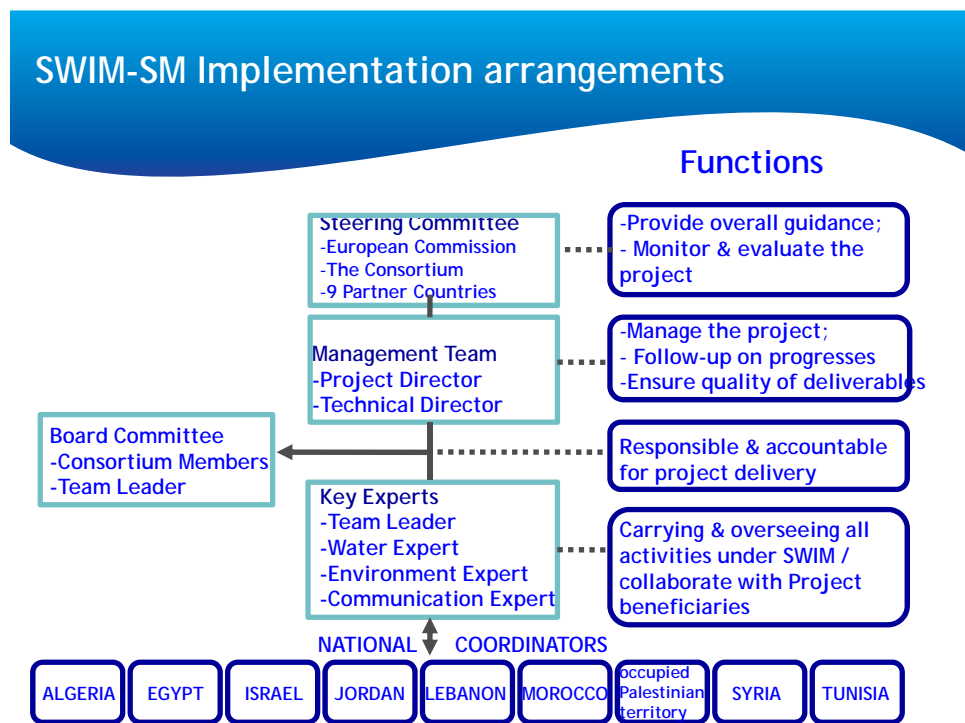 SWIM-SM Implementation arrangements
Functions
Steering Committee
-European Commission
-The Consortium
-9 Partner Countries
-Provide overall guidance;
- Monitor & evaluate the
project
Management Team
-Project Director
-Technical Director
-Manage the project;
- Follow-up on progresses
-Ensure quality of deliverables
Board Committee
-Consortium Members
-Team Leader
Responsible & accountable
for project delivery
Key Experts
-Team Leader
-Water Expert
-Environment Expert
-Communication Expert
Carrying & overseeing all
activities under SWIM /
collaborate with Project
beneficiaries
NATIONAL COORDINATORS
ALGERIA
EGYPT
ISRAEL
JORDAN
LEBANON
MOROCCO
occupied
Palestinian
territory
SYRIA
TUNISIA